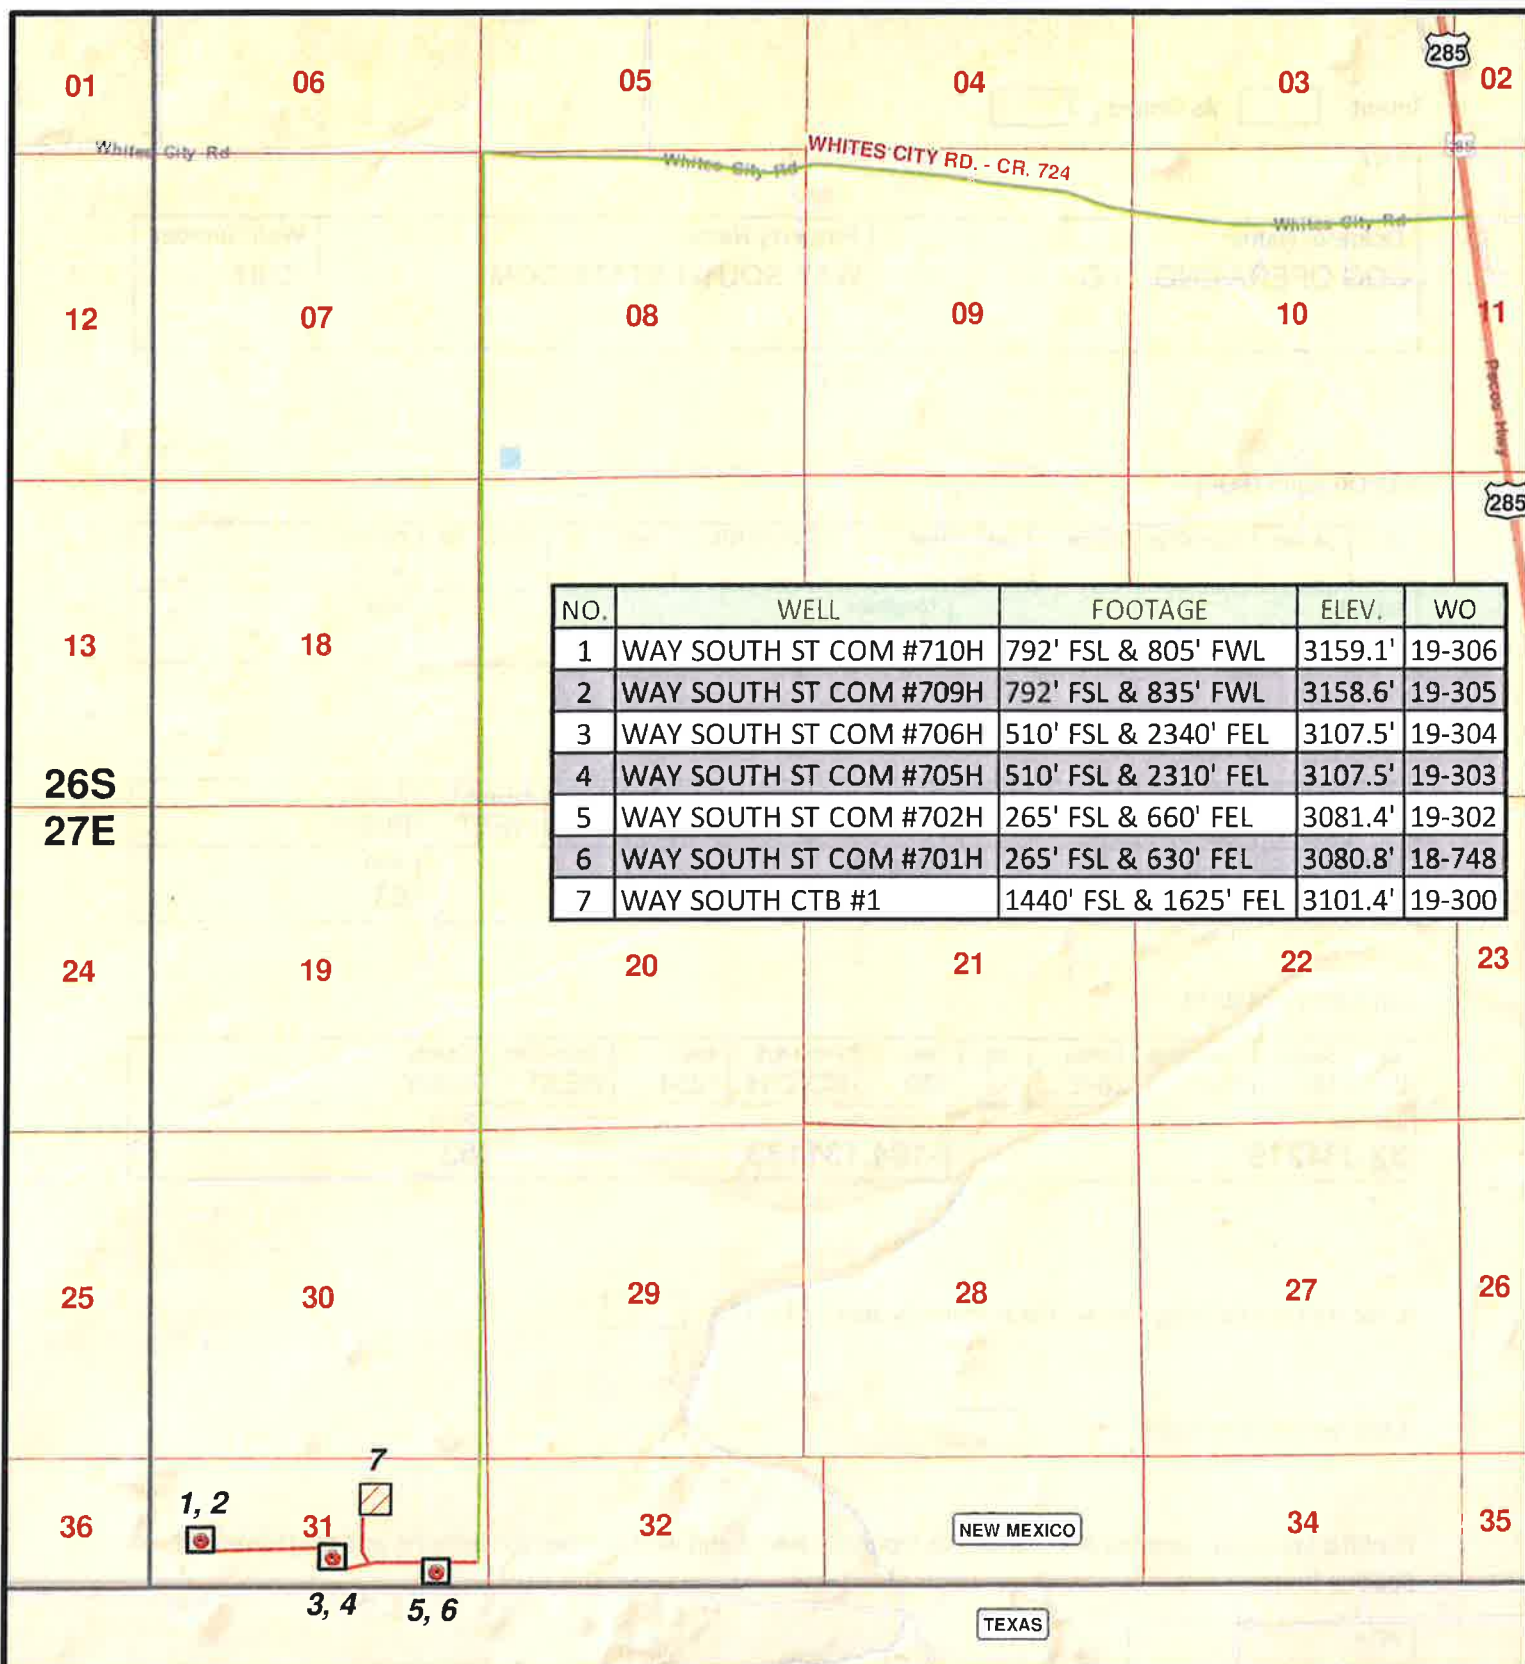 285
01 06 05 04 03 02
Whites City Rd
WHITES CITY RD. - CR. 724
Whites City Rd
285
Whites City Rd
12 07 08 09 10 11
Pecos Hwy
285
NO. WELL FOOTAGE ELEV. WO
1 WAY SOUTH ST COM #710H 792' FSL & 805' FWL 3159.1' 19-306
2 WAY SOUTH ST COM #709H 792' FSL & 835' FWL 3158.6' 19-305
3 WAY SOUTH ST COM #706H 510' FSL & 2340' FEL 3107.5' 19-304
4 WAY SOUTH ST COM #705H 510' FSL & 2310' FEL 3107.5' 19-303
5 WAY SOUTH ST COM #702H 265' FSL & 660' FEL 3081.4' 19-302
6 WAY SOUTH ST COM #701H 265' FSL & 630' FEL 3080.8' 18-748
7 WAY SOUTH CTB #1 1440' FSL & 1625' FEL 3101.4' 19-300
13 18
26S
27E
24 19 20 21 22 23
25 30 29 28 27 26
7
1, 2
36 31 32 NEW MEXICO 34 35
3, 4 5, 6
TEXAS